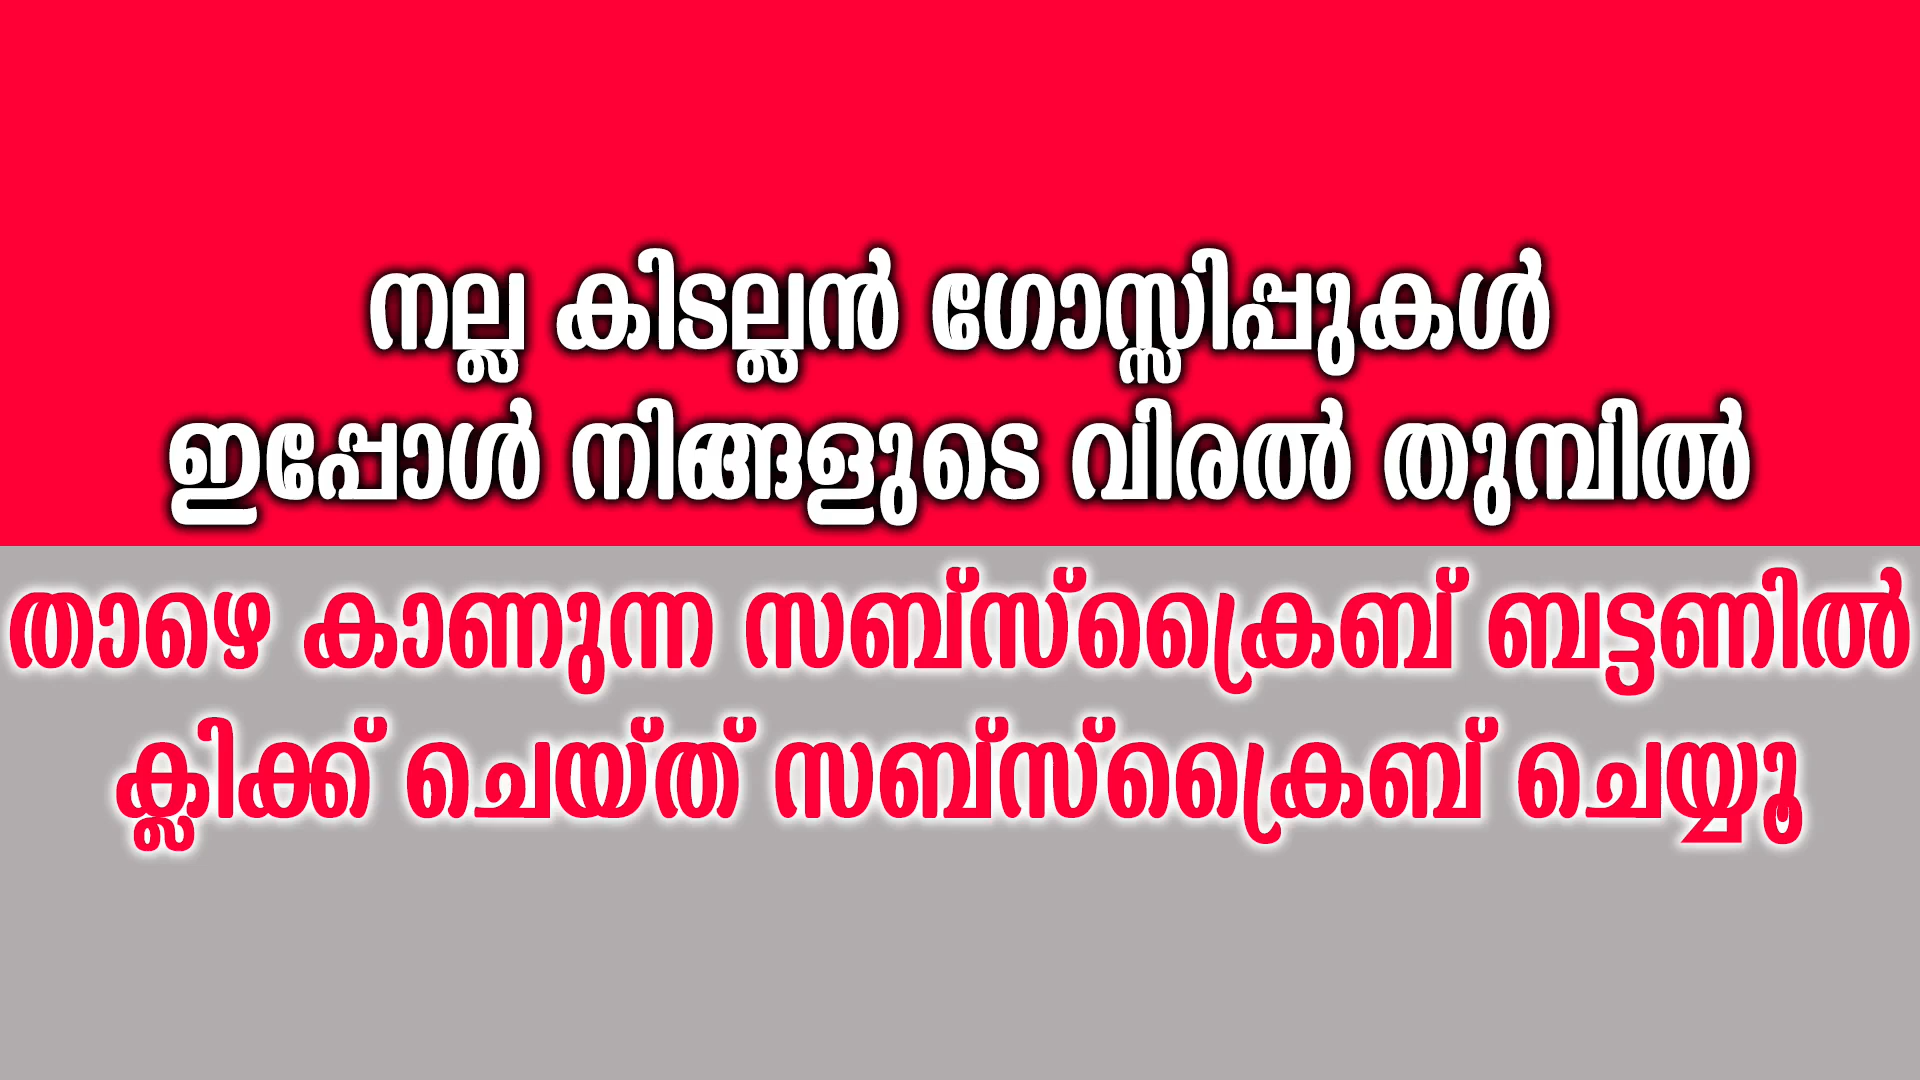 നല്ല കിടല്ലൻ ഗോസ്സിപ്പുകൾ
ഇപ്പോൾ നിങ്ങളുടെ വിരൽ തുമ്പിൽ
താഴെ കാണുന്ന സബ്സ്ക്രൈബ് ബട്ടണിൽ
ക്ലിക്ക് ചെയ്ത് സബ്സ്ക്രൈബ് ചെയ്യൂ